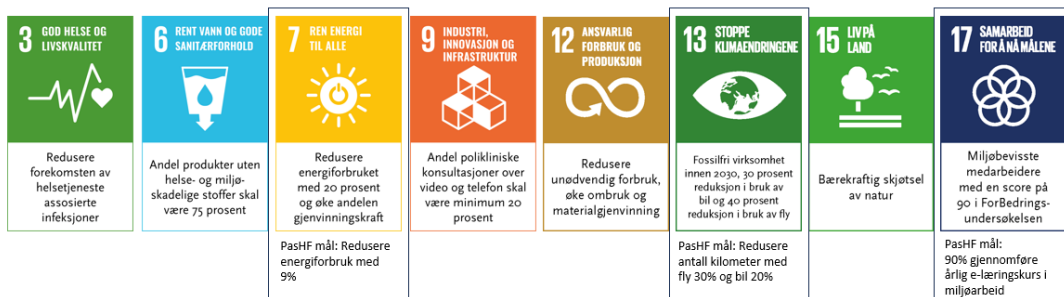 3 GOD HELSE OG
LIVSKVALITET
Redusere
forekomsten av
helsetjeneste
assosierte
infeksjoner
6 RENT VANN OG GODE
SANITÆRFORHOLD
Andel produkter uten
helse- og miljø-
skadelige stoffer skal
være 75 prosent
7 REN ENERGI
TIL ALLE
Redusere
energiforbruket
med 20 prosent
og øke andelen
gjenvinningskraft
PasHF mål: Redusere
energiforbruk med
9%
9 INDUSTRI,
INNOVASJON OG
INFRASTRUKTUR
Andel polikliniske
konsultasjoner over
video og telefon skal
være minimum 20
prosent
12 ANSVARLIG
FORBRUK OG
PRODUKSJON
Redusere
unødvendig forbruk,
øke ombruk og
materialgjenvinning
13 STOPPE
KLIMAENDRINGENE
Fossilfri virksomhet
innen 2030, 30 prosent
reduksjon i bruk av
bil og 40 prosent
reduksjon i bruk av fly
PasHF mål: Redusere
antall kilometer med
fly 30% og bil 20%
15 LIV PÅ
LAND
Bærekraftig skjøtsel
av natur
17 SAMARBEID
FOR Å NÅ MÅLENE
Miljøbevisste
medarbeidere
med en score på
90 i ForBedrings-
undersøkelsen
PasHF mål:
90% gjennomføre
årlig e-læringskurs i
miljøarbeid